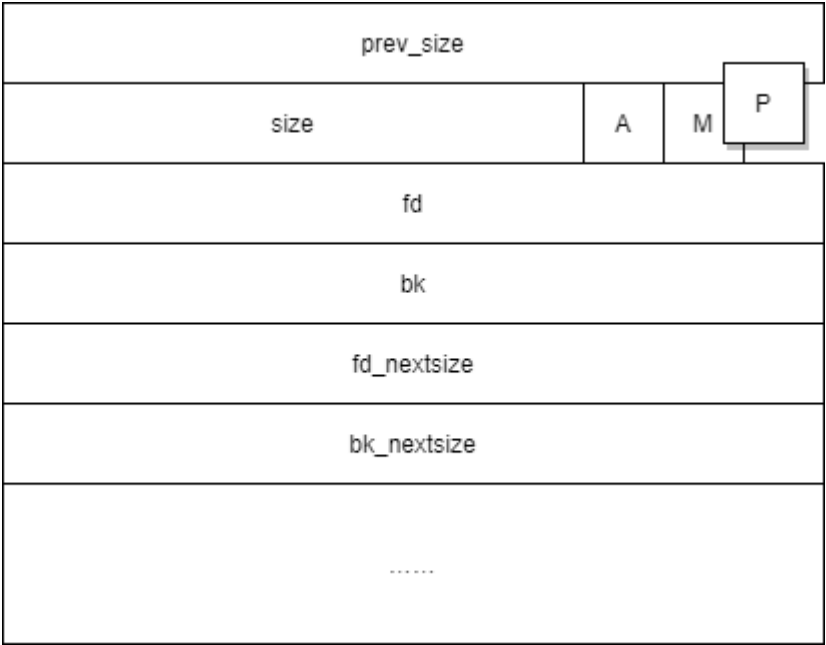 prev_size
size A M P
fd
bk
fd_nextsize
bk_nextsize
……